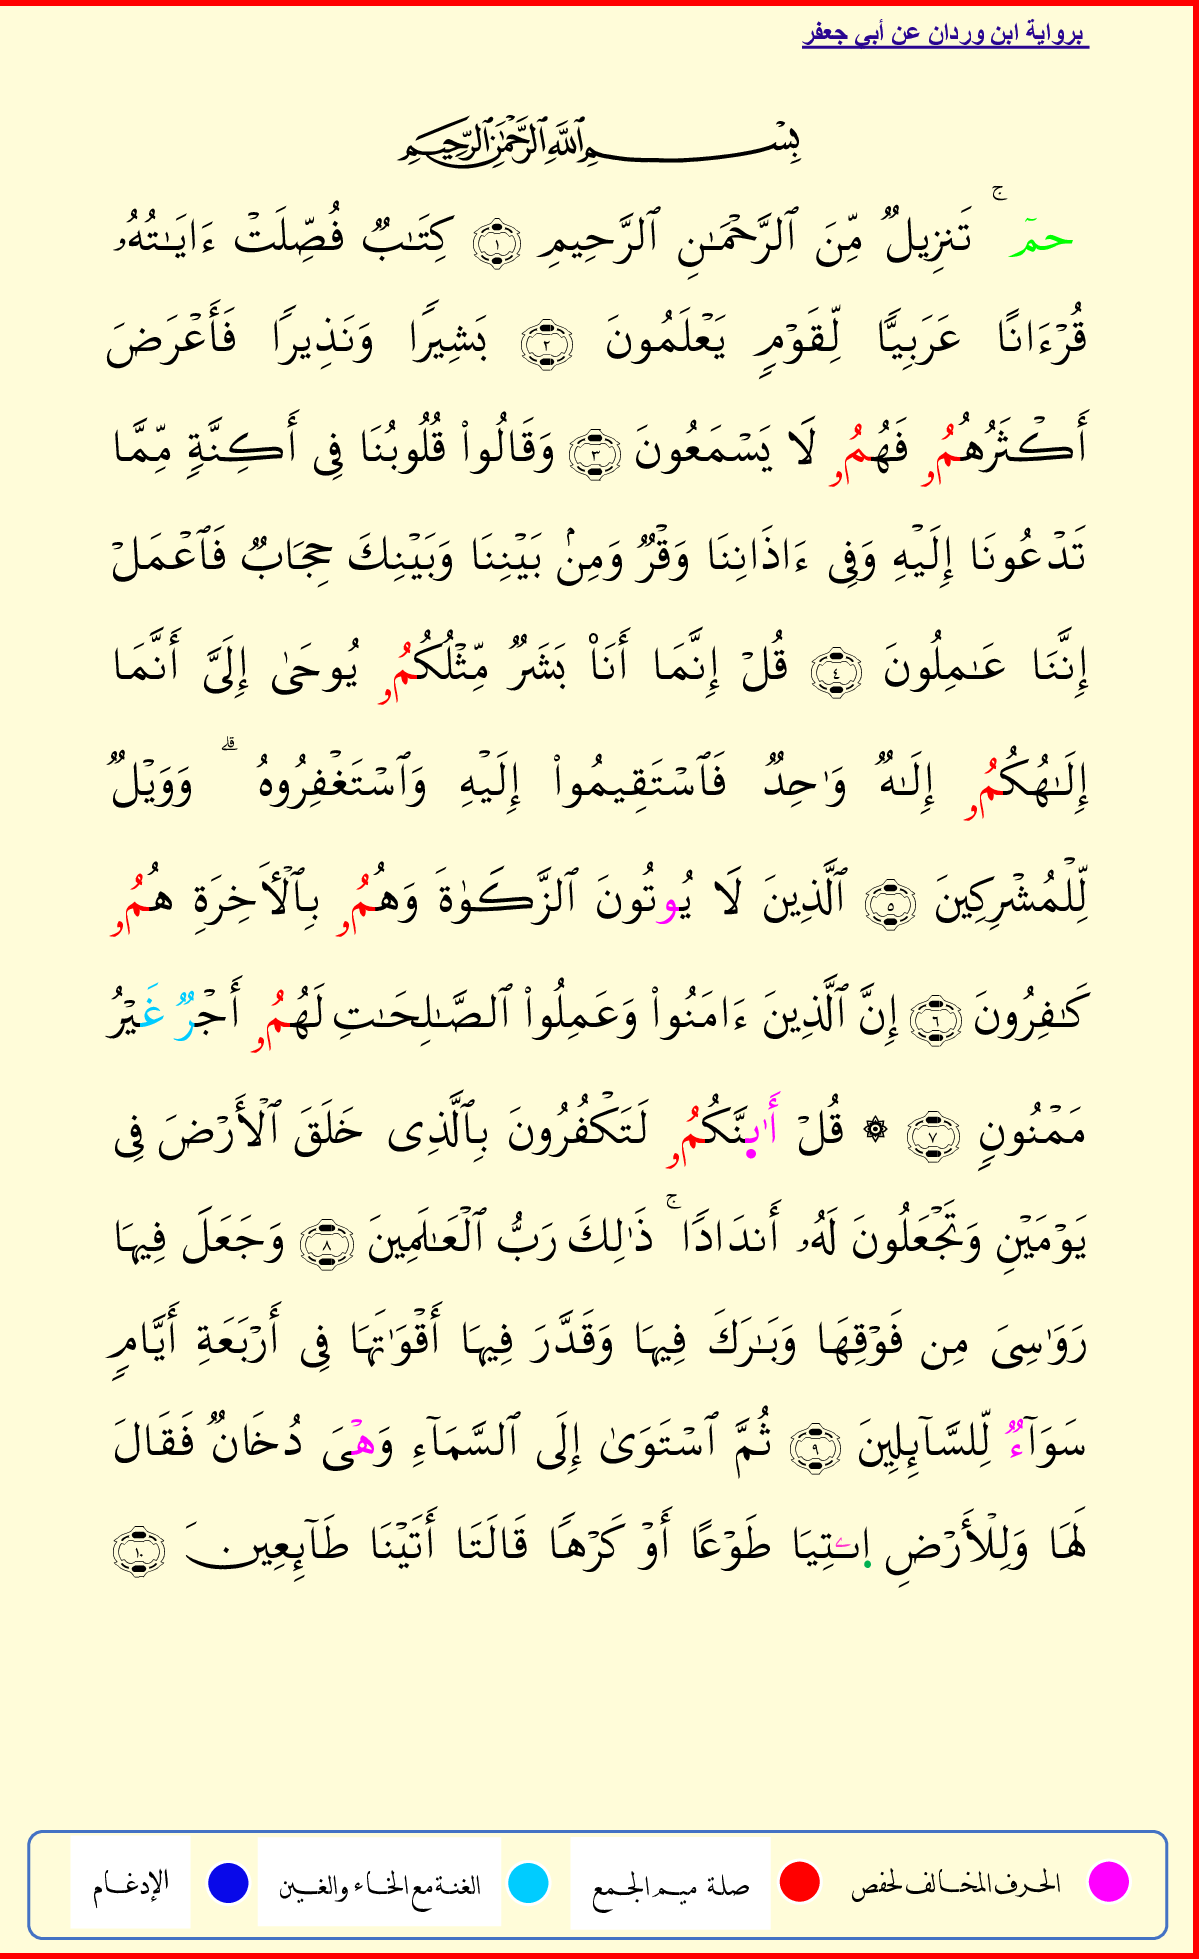 برواية ابن وردان عن أبي جعفر
بِسْمِ ٱللَّهِ ٱلرَّحْمَٰنِ ٱلرَّحِيمِ
حمٓ ۚ تَنزِيلٌ مِّنَ ٱلرَّحْمَٰنِ ٱلرَّحِيمِ ١ كِتَٰبٌ فُصِّلَتْ ءَايَٰتُهُۥ
قُرْءَانًا عَرَبِيًّا لِّقَوْمٍ يَعْلَمُونَ ٢ بَشِيرًا وَنَذِيرًا فَأَعْرَضَ
أَكْثَرُهُمُۥ فَهُمُۥ لَا يَسْمَعُونَ ٣ وَقَالُوا۟ قُلُوبُنَا فِى أَكِنَّةٍ مِّمَّا
تَدْعُونَا إِلَيْهِ وَفِى ءَاذَانِنَا وَقْرٌ وَمِنۢ بَيْنِنَا وَبَيْنِكَ حِجَابٌ فَٱعْمَلْ
إِنَّنَا عَٰمِلُونَ ٤ قُلْ إِنَّمَا أَنَا۠ بَشَرٌ مِّثْلُكُمُۥ يُوحَىٰ إِلَىَّ أَنَّمَا
إِلَٰهُكُمُۥ إِلَٰهٌ وَٰحِدٌ فَٱسْتَقِيمُوا۟ إِلَيْهِ وَٱسْتَغْفِرُوهُ ۗ وَوَيْلٌ
لِّلْمُشْرِكِينَ ٥ ٱلَّذِينَ لَا يُوتُونَ ٱلزَّكَوٰةَ وَهُمُۥ بِٱلْأَخِرَةِ هُمُۥ
كَٰفِرُونَ ٦ إِنَّ ٱلَّذِينَ ءَامَنُوا۟ وَعَمِلُوا۟ ٱلصَّٰلِحَٰتِ لَهُمُۥ أَجْرٌ غَيْرُ
مَمْنُونٍ ٧ ۞ قُلْ أَٰى۪نَّكُمُۥ لَتَكْفُرُونَ بِٱلَّذِى خَلَقَ ٱلْأَرْضَ فِى
يَوْمَيْنِ وَتَجْعَلُونَ لَهُۥ أَندَادًا ۚ ذَٰلِكَ رَبُّ ٱلْعَٰلَمِينَ ٨ وَجَعَلَ فِيهَا
رَوَٰسِىَ مِن فَوْقِهَا وَبَٰرَكَ فِيهَا وَقَدَّرَ فِيهَا أَقْوَٰتَهَا فِى أَرْبَعَةِ أَيَّامٍ
سَوَآءٌ لِّلسَّآئِلِينَ ٩ ثُمَّ ٱسْتَوَىٰ إِلَى ٱلسَّمَآءِ وَهْىَ دُخَانٌ فَقَالَ
لَهَا وَلِلْأَرْضِ ٱىـۧتِيَا طَوْعًا أَوْ كَرْهًا قَالَتَا أَتَيْنَا طَآئِعِينَ ١٠
الحرف المخالف لحفص صلة ميم الجمع الغنة مع الخاء والغين الإدغام